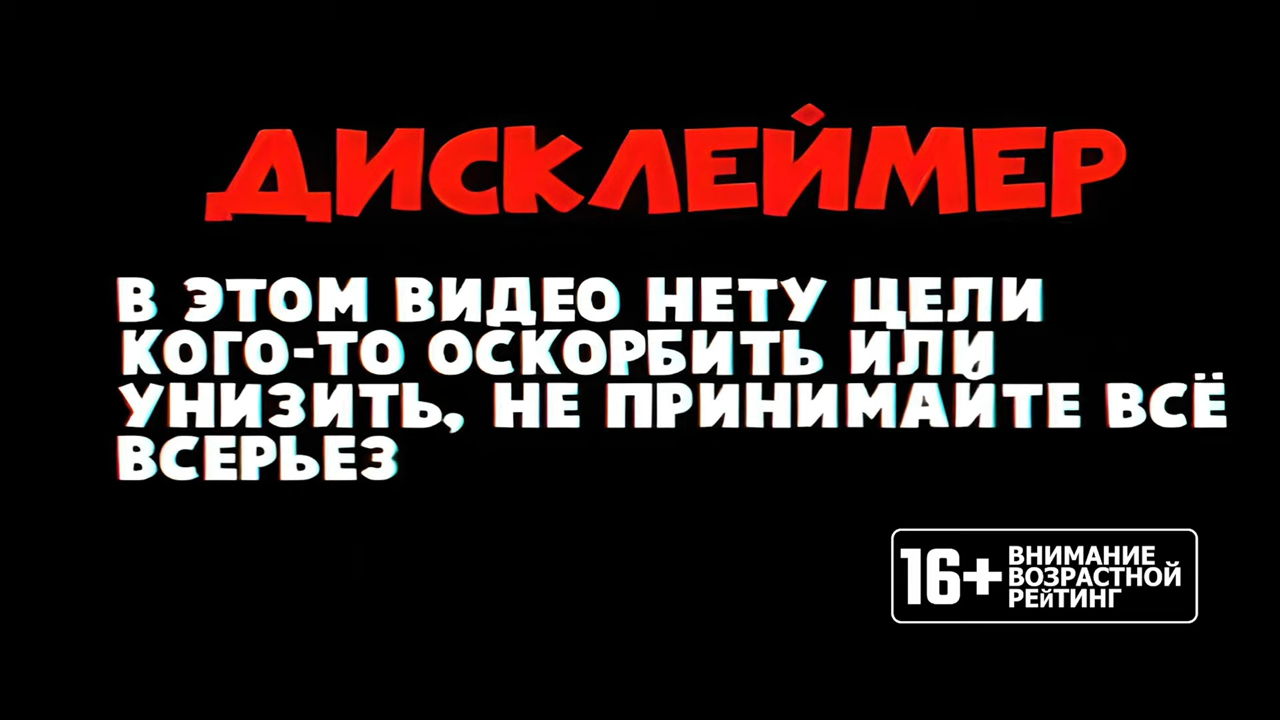 ДИСКЛЕЙМЕР
В ЭТОМ ВИДЕО НЕТУ ЦЕЛИ
КОГО-ТО ОСКОРБИТЬ ИЛИ
УНИЗИТЬ, НЕ ПРИНИМАЙТЕ ВСЁ
ВСЕРЬЕЗ
16+
ВНИМАНИЕ
ВОЗРАСТНОЙ
РЕйТИНГ